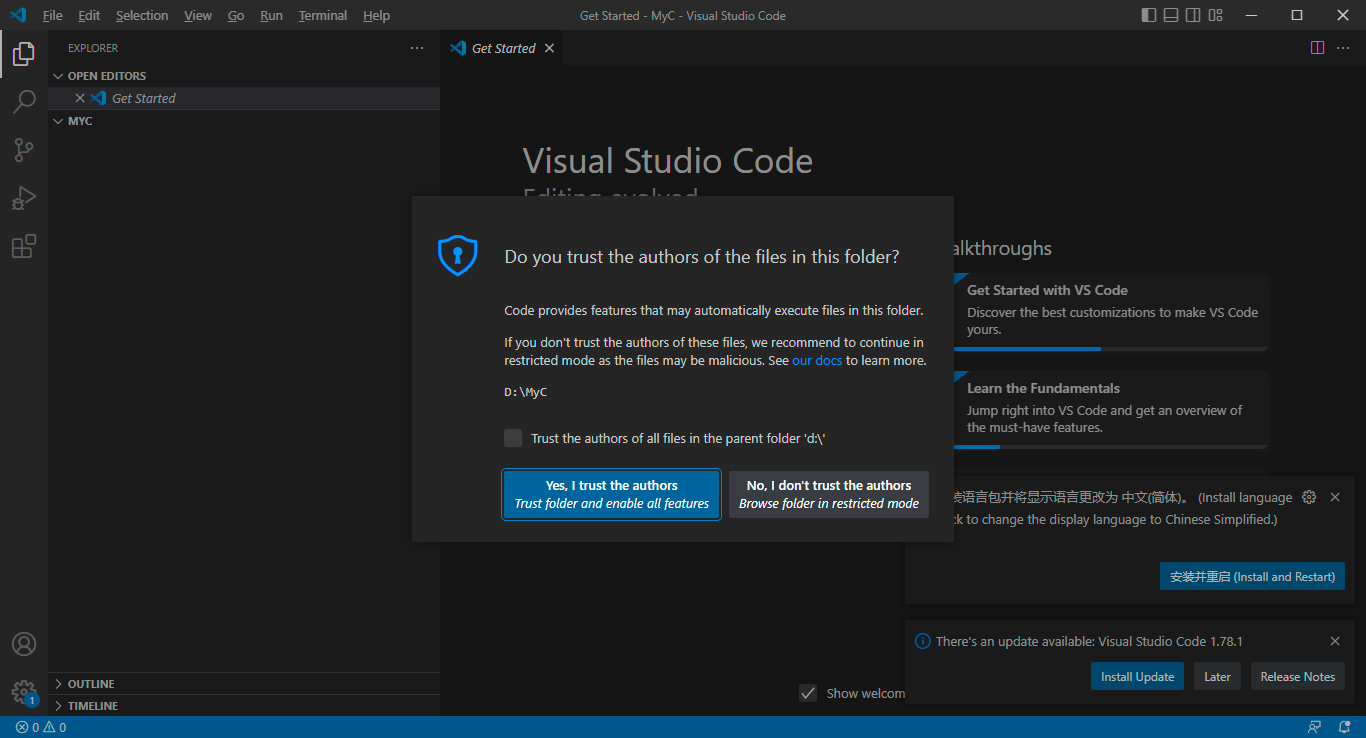 File Edit Selection View Go Run Terminal Help
Get Started - MyC - Visual Studio Code
EXPLORER
Get Started
OPEN EDITORS
Get Started
MYC
Visual Studio Code
Editing evolved
Do you trust the authors of the files in this folder?
Code provides features that may automatically execute files in this folder.
If you don't trust the authors of these files, we recommend to continue in
restricted mode as the files may be malicious. See our docs to learn more.
D:\MyC
Trust the authors of all files in the parent folder 'd:\'
Yes, I trust the authors
Trust folder and enable all features
No, I don't trust the authors
Browse folder in restricted mode
alkthroughs
Get Started with VS Code
Discover the best customizations to make VS Code
yours.
Learn the Fundamentals
Jump right into VS Code and get an overview of
the must-have features.
装语言包并将显示语言更改为 中文(简体)。 (Install language
ck to change the display language to Chinese Simplified.)
安装并重启 (Install and Restart)
There's an update available: Visual Studio Code 1.78.1
Install Update
Later
Release Notes
Show welcom
OUTLINE
TIMELINE
1
0 0